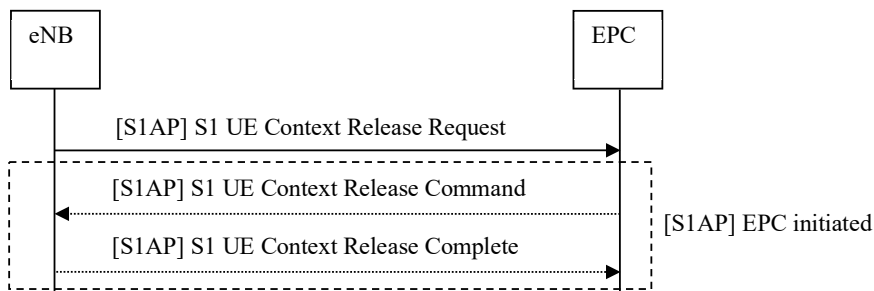 eNB
EPC
[S1AP] S1 UE Context Release Request
[S1AP] S1 UE Context Release Command
[S1AP] EPC initiated
[S1AP] S1 UE Context Release Complete